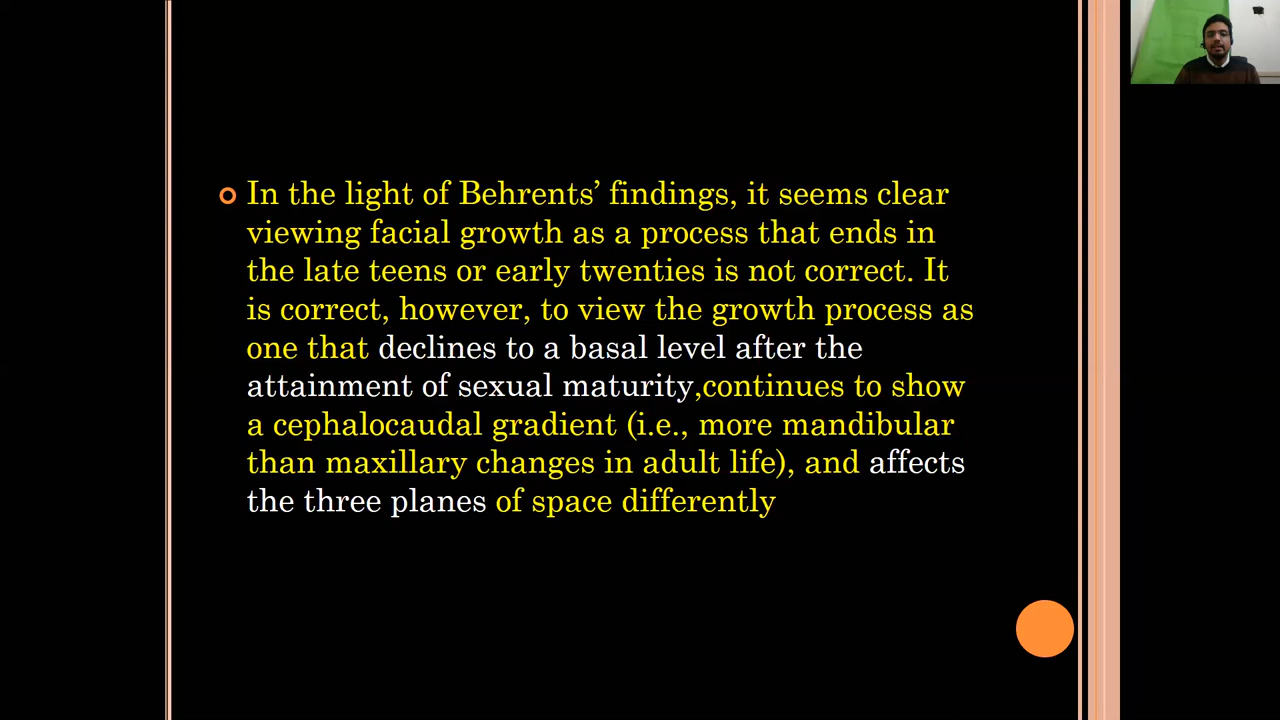 In the light of Behrents’ findings, it seems clear
viewing facial growth as a process that ends in
the late teens or early twenties is not correct. It
is correct, however, to view the growth process as
one that declines to a basal level after the
attainment of sexual maturity,continues to show
a cephalocaudal gradient (i.e., more mandibular
than maxillary changes in adult life), and affects
the three planes of space differently